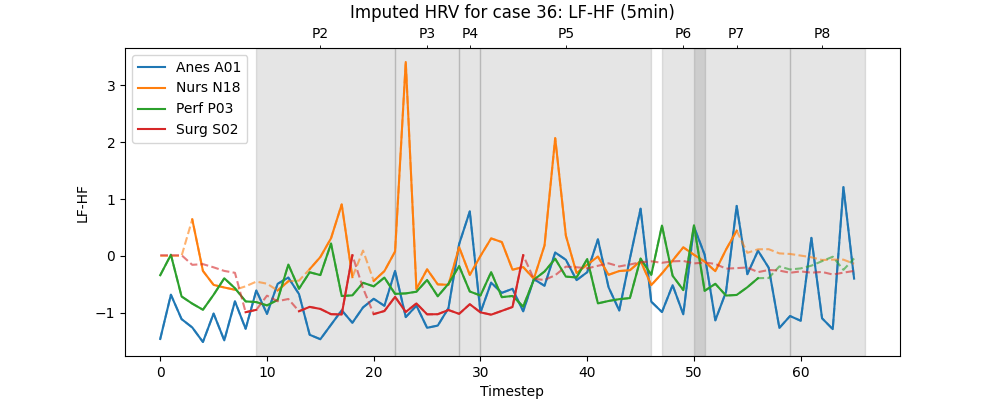 Imputed HRV for case 36: LF-HF (5min)
P2 P3 P4 P5 P6 P7 P8
Anes A01
Nurs N18
Perf P03
Surg S02
3
2
1
0
−1
LF-HF
0 10 20 30 40 50 60
Timestep